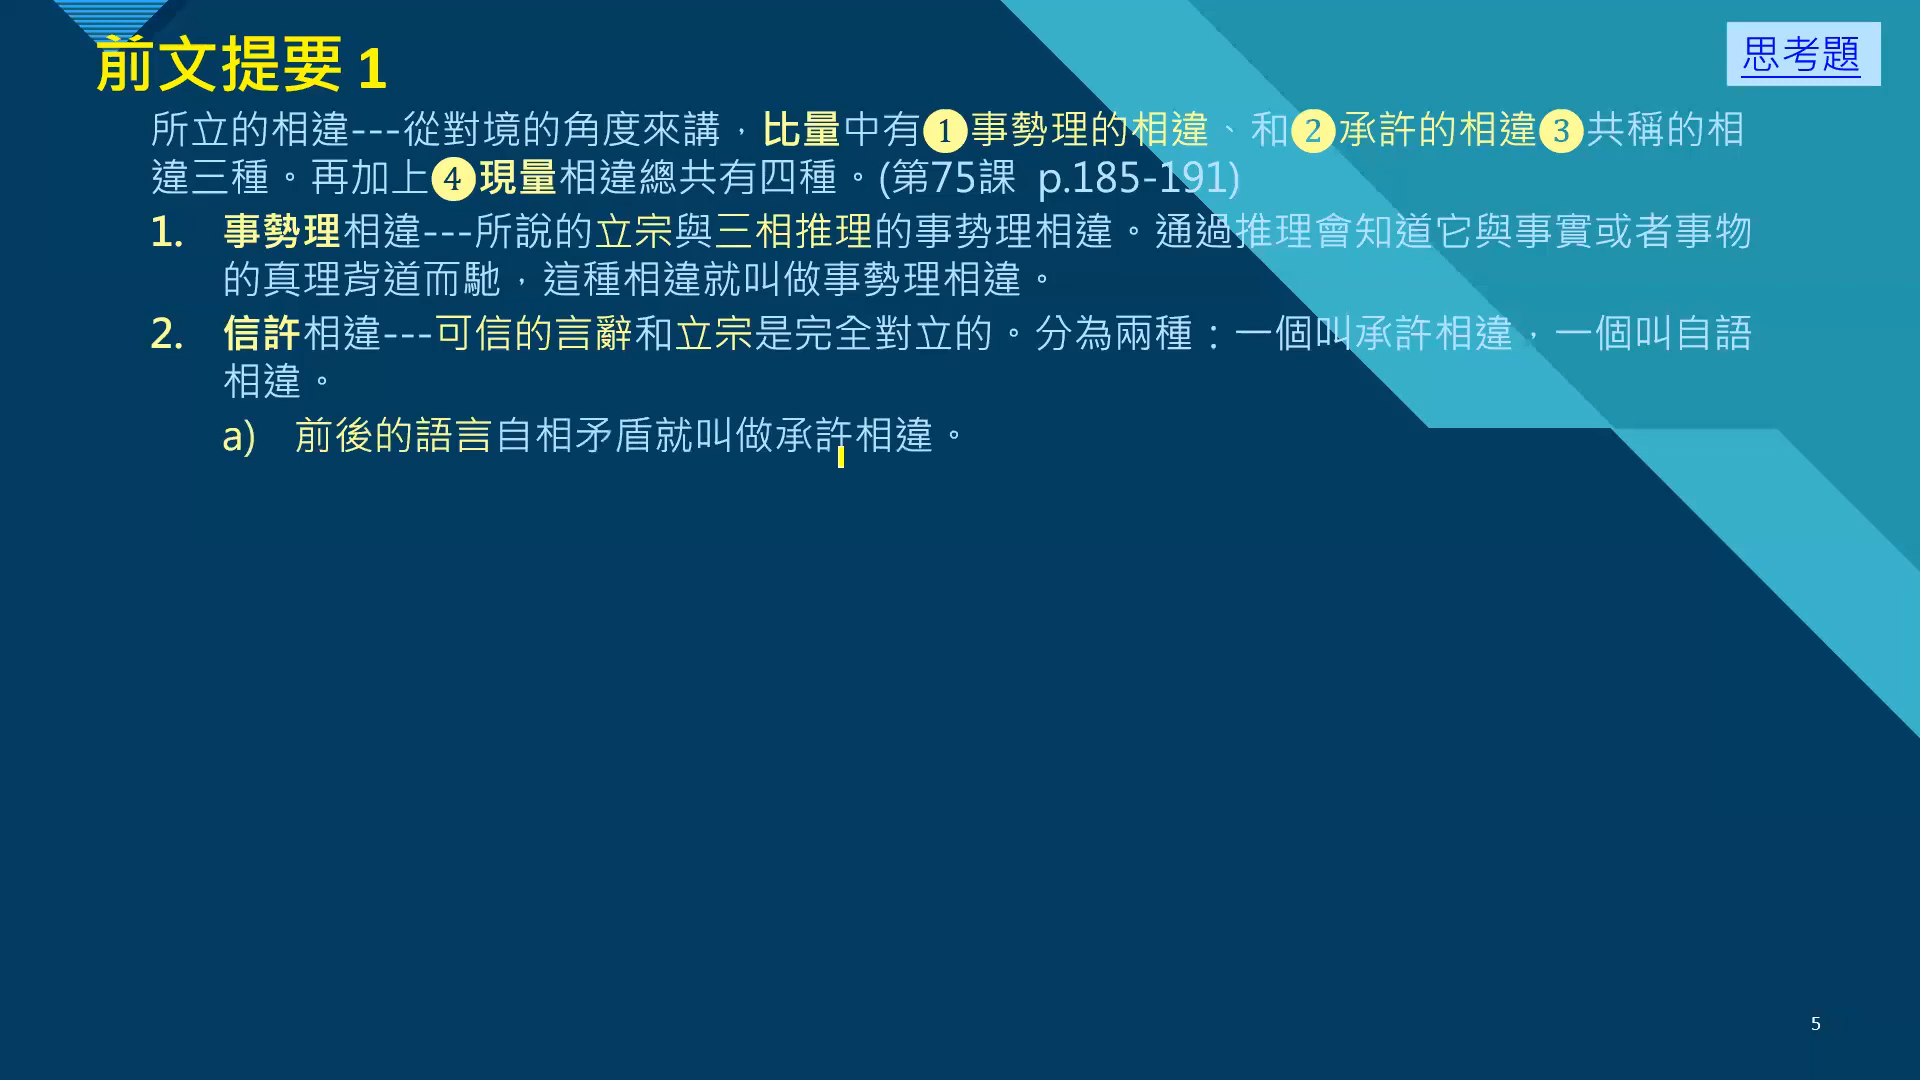 前文提要 1
思考題
所立的相違---從對境的角度來講，比量中有❶事勢理的相違、和❷承許的相違❸共稱的相
違三種。再加上❹現量相違總共有四種。(第75課 p.185-191)
1. 事勢理相違---所說的立宗與三相推理的事势理相違。通過推理會知道它與事實或者事物
的真理背道而馳，這種相違就叫做事勢理相違。
2. 信許相違---可信的言辭和立宗是完全對立的。分為兩種：一個叫承許相違，一個叫自語
相違。
a) 前後的語言自相矛盾就叫做承許相違。
5